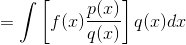 = ∫ [ f(x) p(x)/q(x) ] q(x)dx